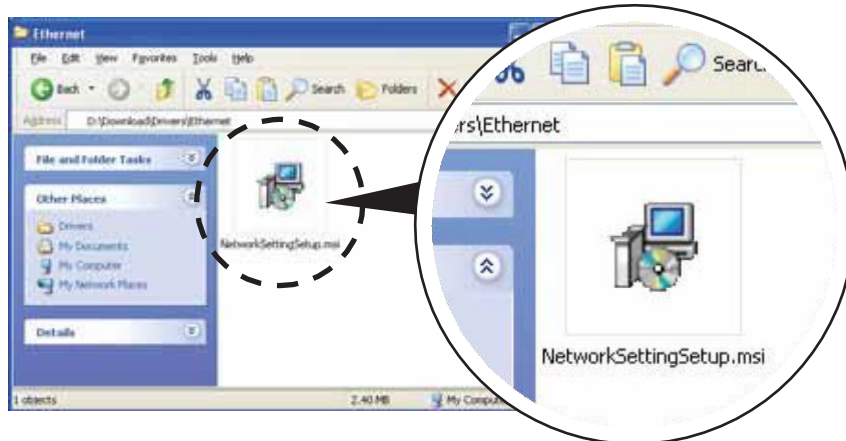 Ethernet
File Edit View Favorites Tools Help
Back Search Folders
Address D:\Download\Drivers\Ethernet
File and Folder Tasks
Other Places
Drivers
My Documents
My Computer
My Network Places
Details
NetworkSettingSetup.msi
1 objects 2.40 MB My Compu
Searc
rs\Ethernet
NetworkSettingSetup.msi